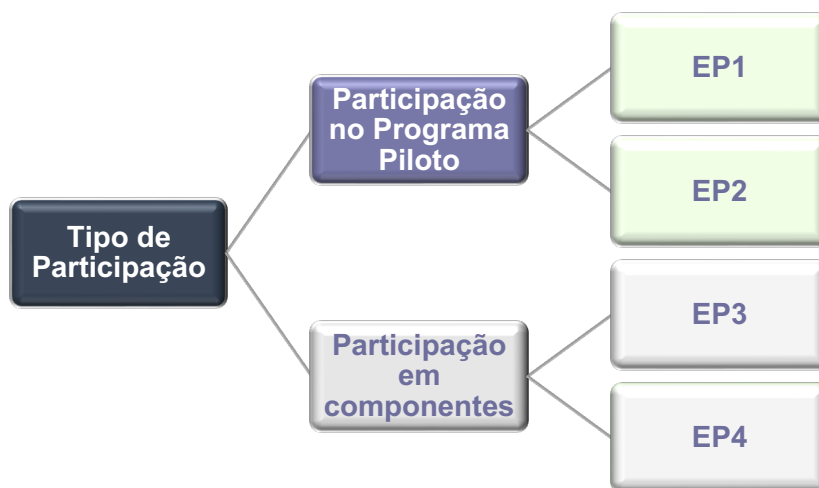 Tipo de
Participação
Participação
no Programa
Piloto
EP1
EP2
Participação
em
componentes
EP3
EP4